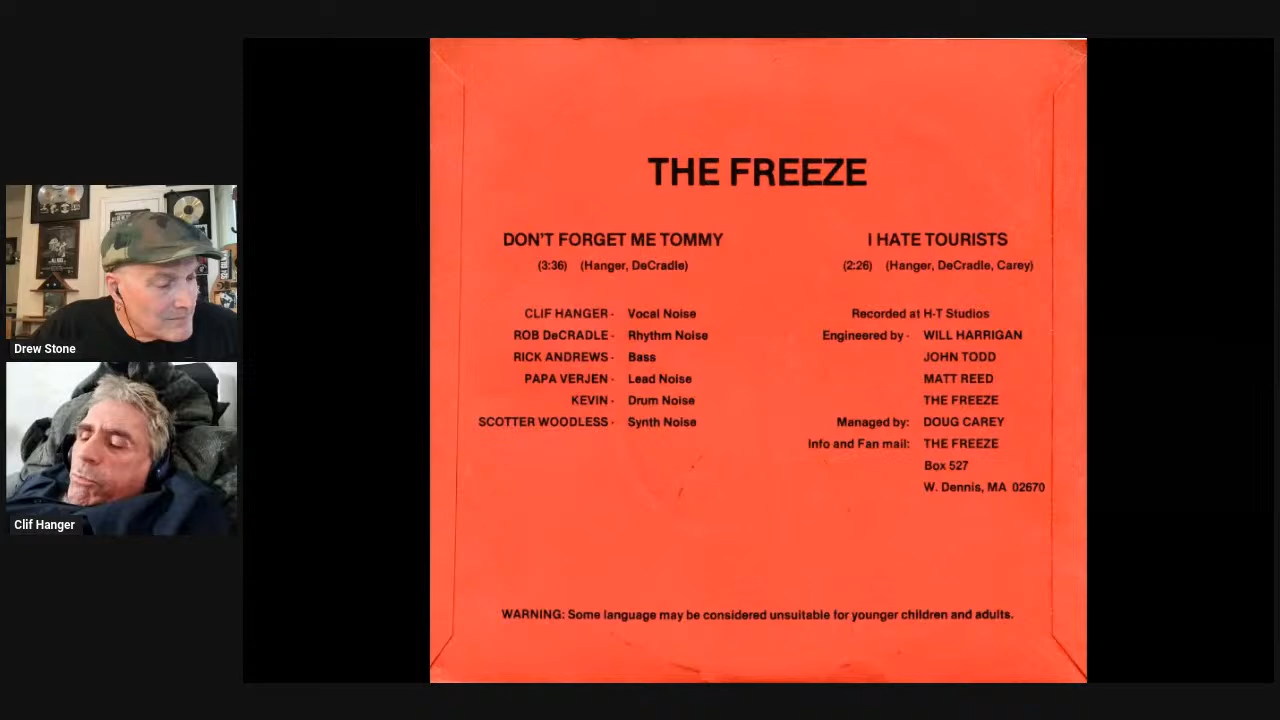 THE FREEZE
DON'T FORGET ME TOMMY
(3:36) (Hanger, DeCradle)
CLIF HANGER - Vocal Noise
ROB DeCRADLE - Rhythm Noise
RICK ANDREWS - Bass
PAPA VERJEN - Lead Noise
KEVIN - Drum Noise
SCOTTER WOODLESS - Synth Noise
I HATE TOURISTS
(2:26) (Hanger, DeCradle, Carey)
Recorded at H-T Studios
Engineered by - WILL HARRIGAN
JOHN TODD
MATT REED
THE FREEZE
Managed by: DOUG CAREY
Info and Fan mail: THE FREEZE
Box 527
W. Dennis, MA 02670
WARNING: Some language may be considered unsuitable for younger children and adults.
Drew Stone
Clif Hanger